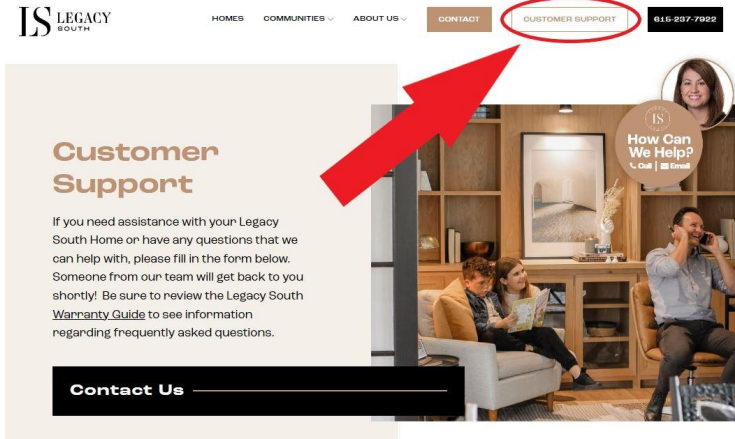 LS LEGACY
SOUTH
HOMES COMMUNITIES ABOUT US CONTACT CUSTOMER SUPPORT 615-237-7922
LS
How Can
We Help?
Call | Email
Customer
Support
If you need assistance with your Legacy
South Home or have any questions that we
can help with, please fill in the form below.
Someone from our team will get back to you
shortly! Be sure to review the Legacy South
Warranty Guide to see information
regarding frequently asked questions.
Contact Us